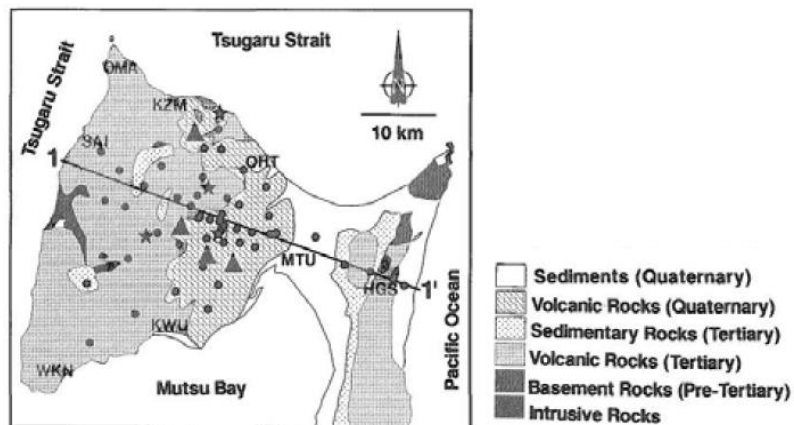 Tsugaru Strait
Tsugaru Strait
OMA
KZM
10 km
SAI
1
OHT
MTU
HGS
1'
KWU
WKN
Mutsu Bay
Pacific Ocean
Sediments (Quaternary)
Volcanic Rocks (Quaternary)
Sedimentary Rocks (Tertiary)
Volcanic Rocks (Tertiary)
Basement Rocks (Pre-Tertiary)
Intrusive Rocks